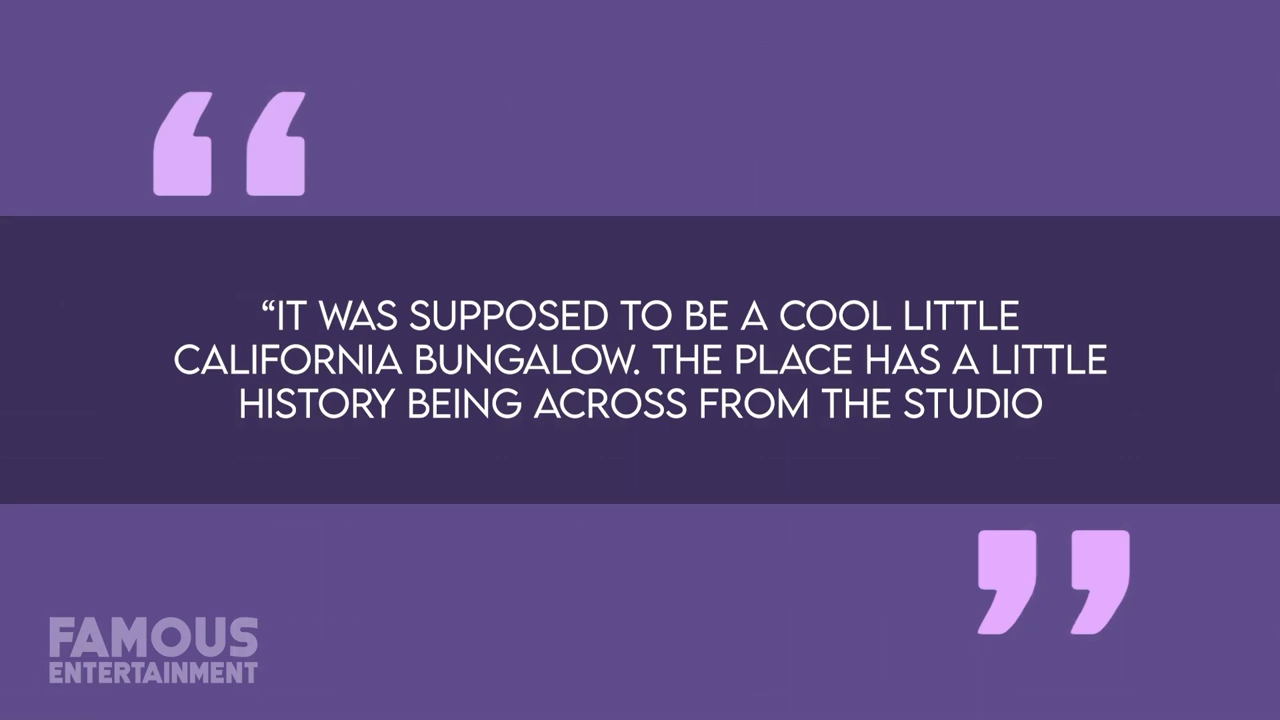 “IT WAS SUPPOSED TO BE A COOL LITTLE
CALIFORNIA BUNGALOW. THE PLACE HAS A LITTLE
HISTORY BEING ACROSS FROM THE STUDIO
FAMOUS
ENTERTAINMENT